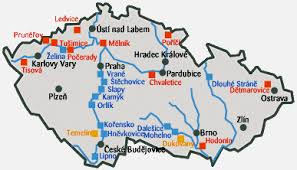 Ledvice
Ústí nad Labem
Prunéřov
Tušimice
Mělník
Poříčí
Želina
Počerady
Hradec Králové
Praha
Karlovy Vary
Tisová
Vrané
Štěchovice
Slapy
Kamýk
Orlík
Pardubice
Chvaletice
Dlouhé Stráně
Dětmarovice
Ostrava
Plzeň
Kořensko
Temelín
Hněvkovice
Dalešice
Mohelno
Dukovany
Brno
Zlín
Hodonín
České Budějovice
Lipno